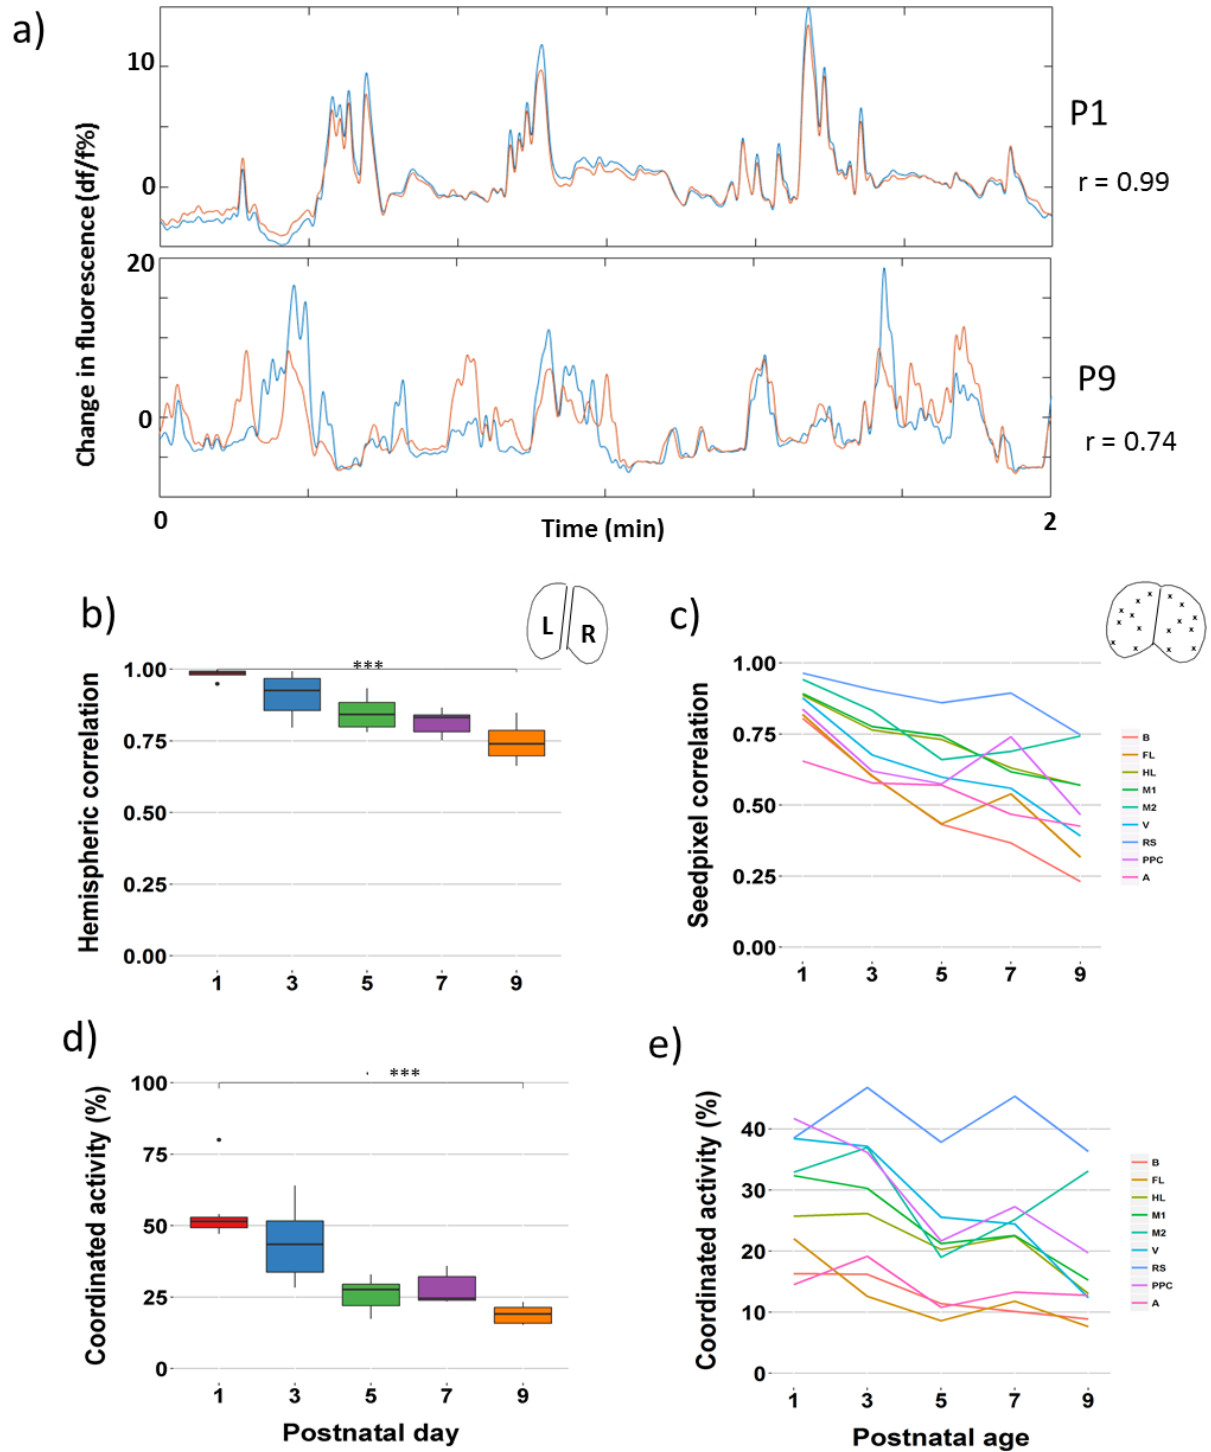 a)
Change in fluorescence (df/f%)
10
0
P1
r = 0.99
20
0
P9
r = 0.74
0
2
Time (min)
b)
L R
Hemispheric correlation
1.00
0.75
0.50
0.25
0.00
***
1 3 5 7 9
c)
x x x x x x x x x x x x x x x x x x
Seedpixel correlation
1.00
0.75
0.50
0.25
0.00
1 3 5 7 9
B
FL
HL
M1
M2
V
RS
PPC
A
d)
Coordinated activity (%)
100
75
50
25
0
***
1 3 5 7 9
Postnatal day
e)
Coordinated activity (%)
40
30
20
10
0
1 3 5 7 9
Postnatal age
B
FL
HL
M1
M2
V
RS
PPC
A